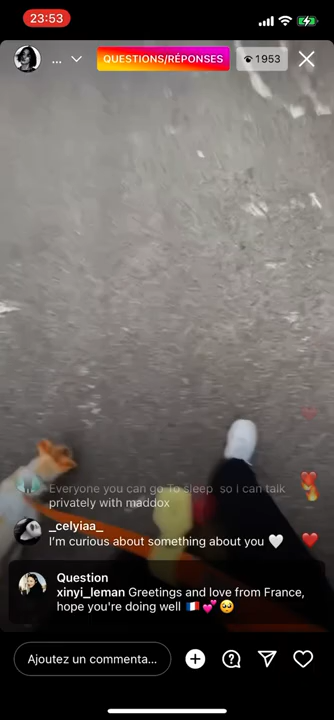 23:53
... QUESTIONS/RÉPONSES 1953
Everyone you can go To sleep so I can talk
privately with maddox
_celyiaa_
I'm curious about something about you 🤍
Question
xinyi_leman Greetings and love from France,
hope you're doing well 🇫🇷💕🥺
Ajoutez un commenta...